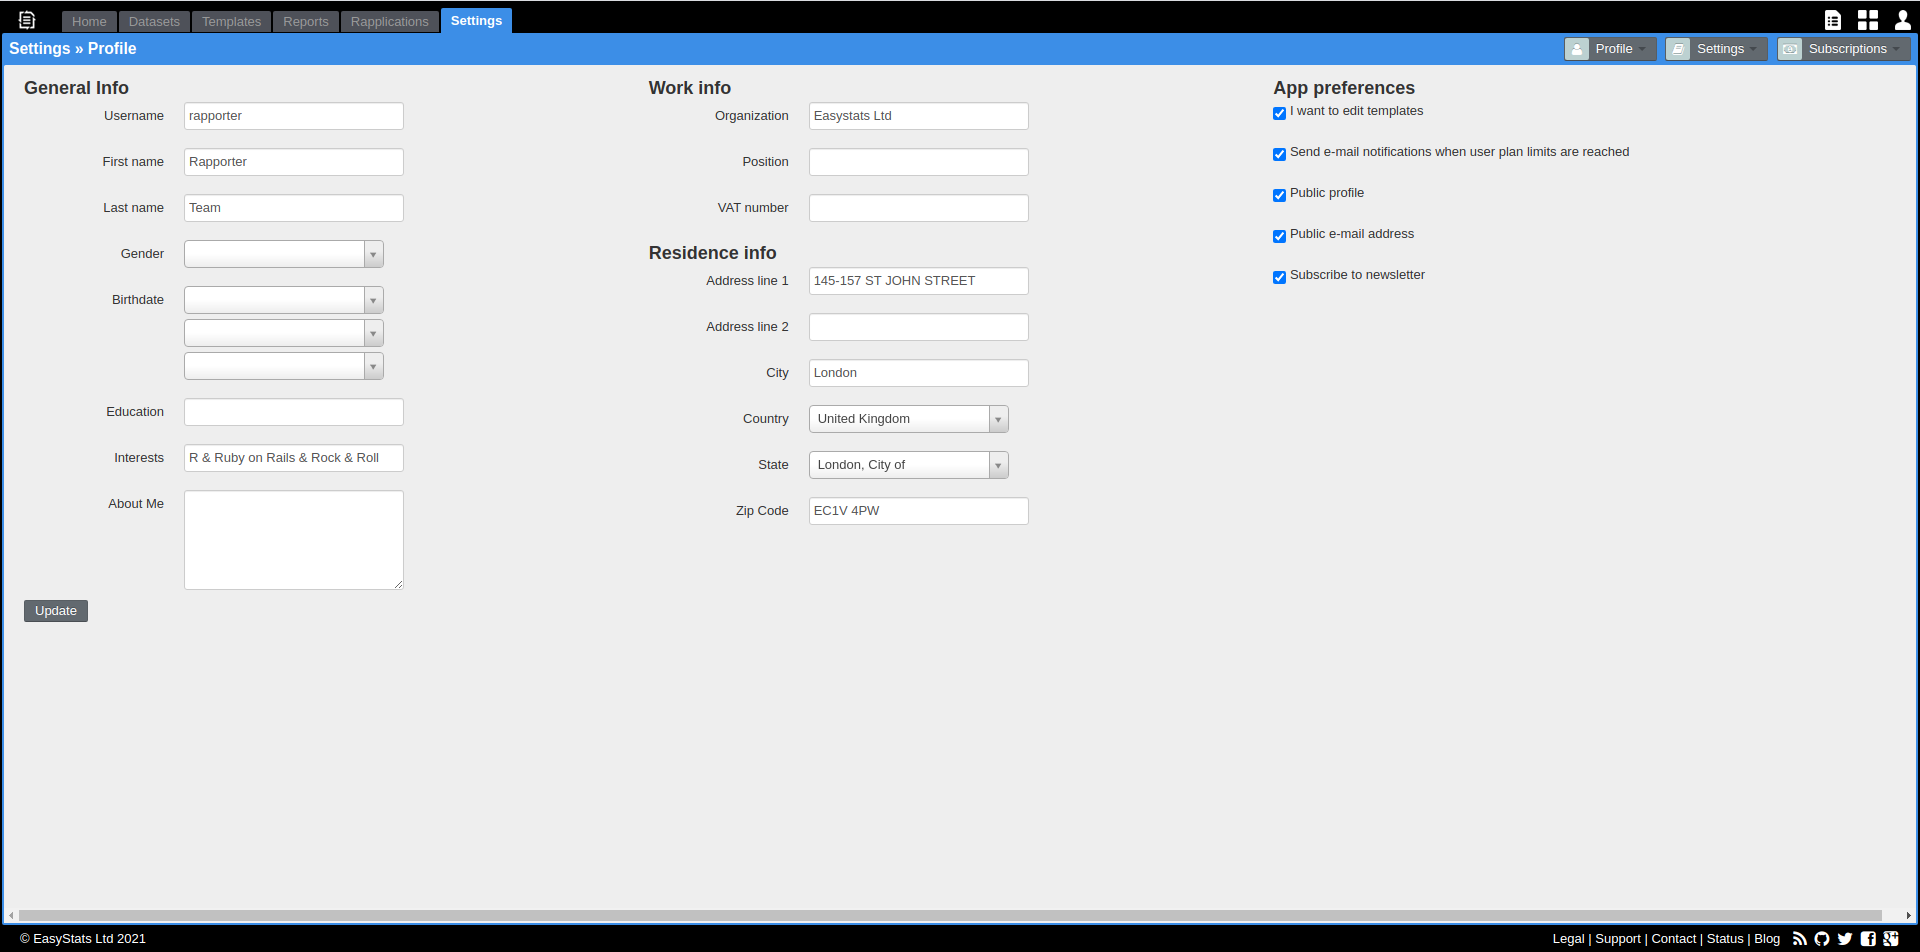 Home Datasets Templates Reports Rapplications Settings
Settings » Profile
Profile Settings Subscriptions
General Info
Username rapporter
First name Rapporter
Last name Team
Gender
Birthdate
Education
Interests R & Ruby on Rails & Rock & Roll
About Me
Update
Work info
Organization Easystats Ltd
Position
VAT number
Residence info
Address line 1 145-157 ST JOHN STREET
Address line 2
City London
Country United Kingdom
State London, City of
Zip Code EC1V 4PW
App preferences
I want to edit templates
Send e-mail notifications when user plan limits are reached
Public profile
Public e-mail address
Subscribe to newsletter
© EasyStats Ltd 2021
Legal | Support | Contact | Status | Blog